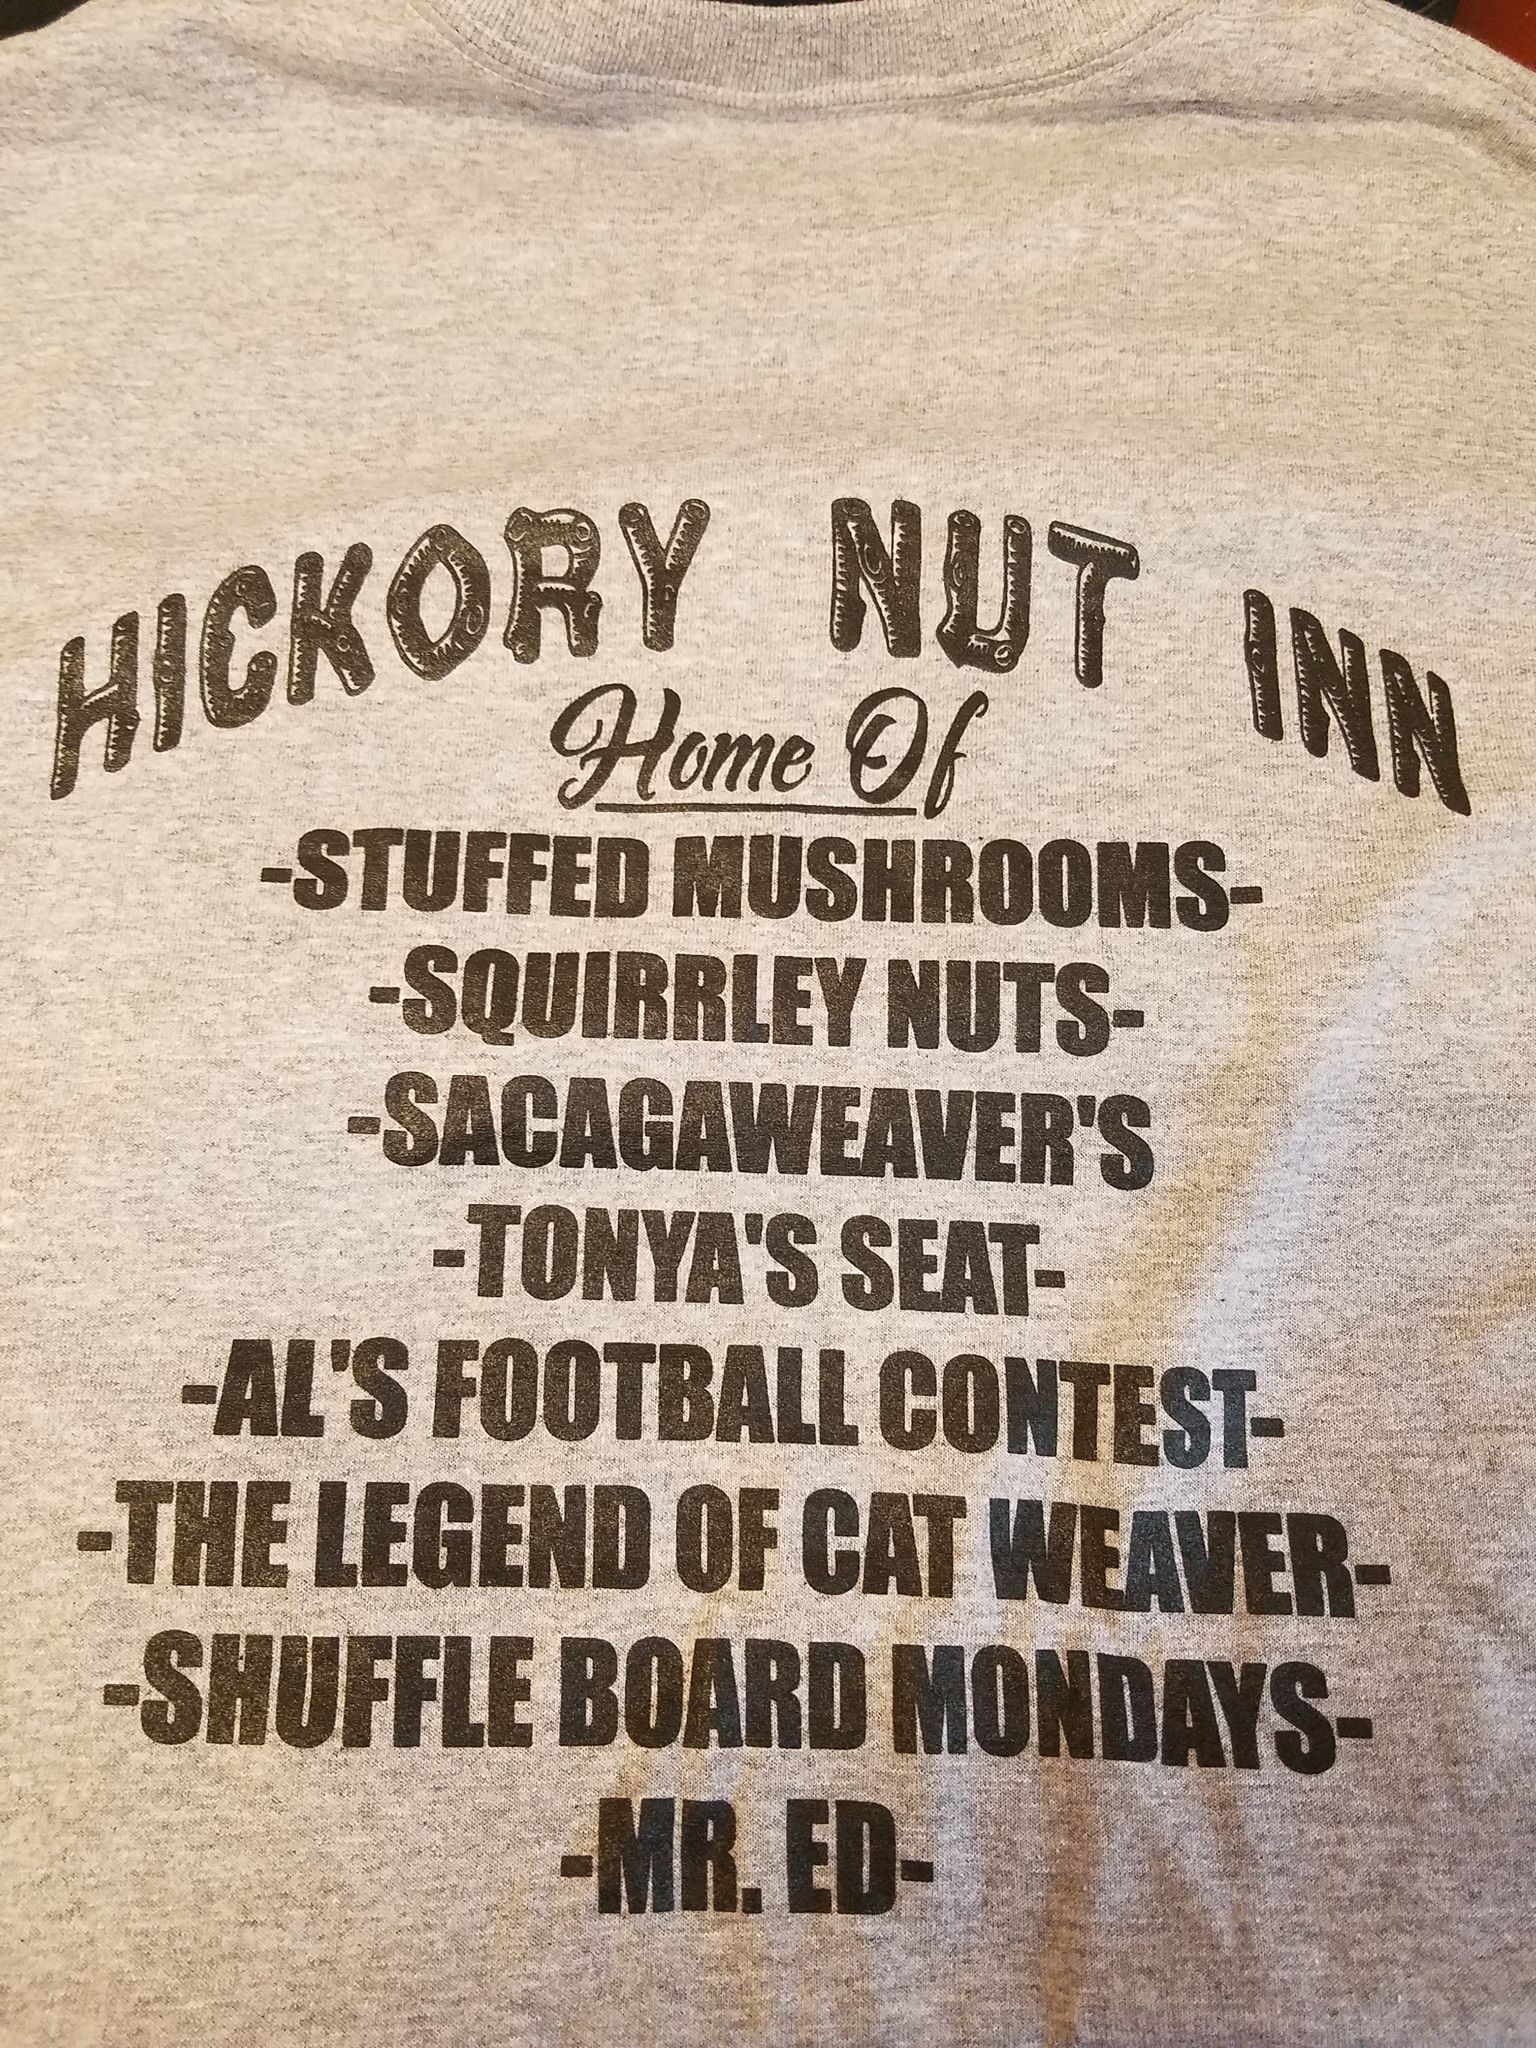 HICKORY NUT INN
Home Of
-STUFFED MUSHROOMS-
-SQUIRRLEY NUTS-
-SACAGAWEAVER'S
-TONYA'S SEAT-
-AL'S FOOTBALL CONTEST-
-THE LEGEND OF CAT WEAVER-
-SHUFFLE BOARD MONDAYS-
-MR. ED-